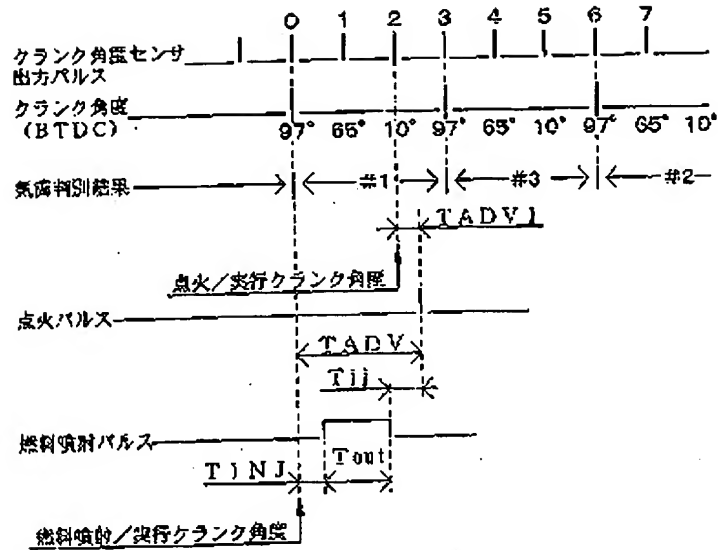 0 1 2 3 4 5 6 7
クランク角度センサ
出力パルス
クランク角度
(BTDC)
97° 65° 10° 97° 65° 10° 97° 65° 10°
気筒判別結果
#1 #3 #2
TADV1
点火/実行クランク角度
点火パルス
TADV
Tij
燃料噴射パルス
Tout
TiNJ
燃料噴射/実行クランク角度